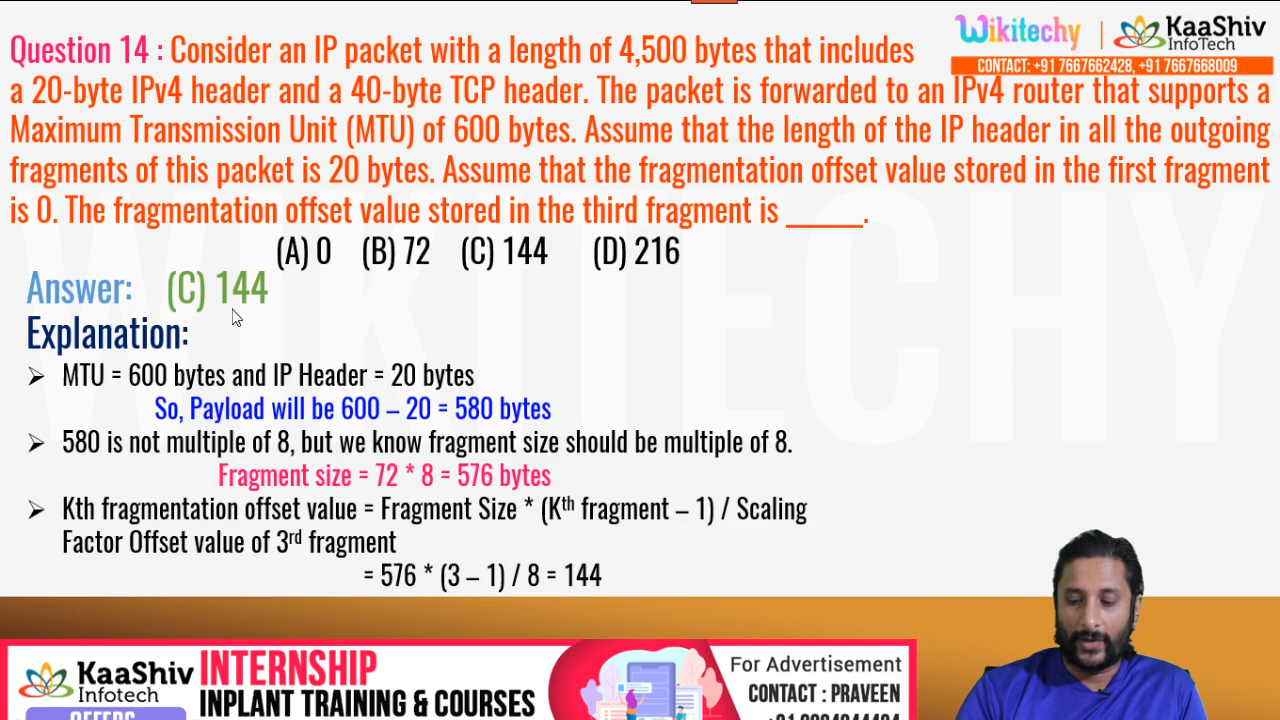 Wikitechy
KaaShiv
InfoTech
CONTACT: +91 7667662428, +91 7667668009
Question 14 : Consider an IP packet with a length of 4,500 bytes that includes
a 20-byte IPv4 header and a 40-byte TCP header. The packet is forwarded to an IPv4 router that supports a
Maximum Transmission Unit (MTU) of 600 bytes. Assume that the length of the IP header in all the outgoing
fragments of this packet is 20 bytes. Assume that the fragmentation offset value stored in the first fragment
is 0. The fragmentation offset value stored in the third fragment is ______.
(A) 0 (B) 72 (C) 144 (D) 216
Answer: (C) 144
Explanation:
➢ MTU = 600 bytes and IP Header = 20 bytes
So, Payload will be 600 – 20 = 580 bytes
➢ 580 is not multiple of 8, but we know fragment size should be multiple of 8.
Fragment size = 72 * 8 = 576 bytes
➢ Kth fragmentation offset value = Fragment Size * (Kth fragment – 1) / Scaling
Factor Offset value of 3rd fragment
= 576 * (3 – 1) / 8 = 144
WIKITECHY
KaaShiv
Infotech
OFFERS
INTERNSHIP
INPLANT TRAINING & COURSES
For Advertisement
CONTACT : PRAVEEN